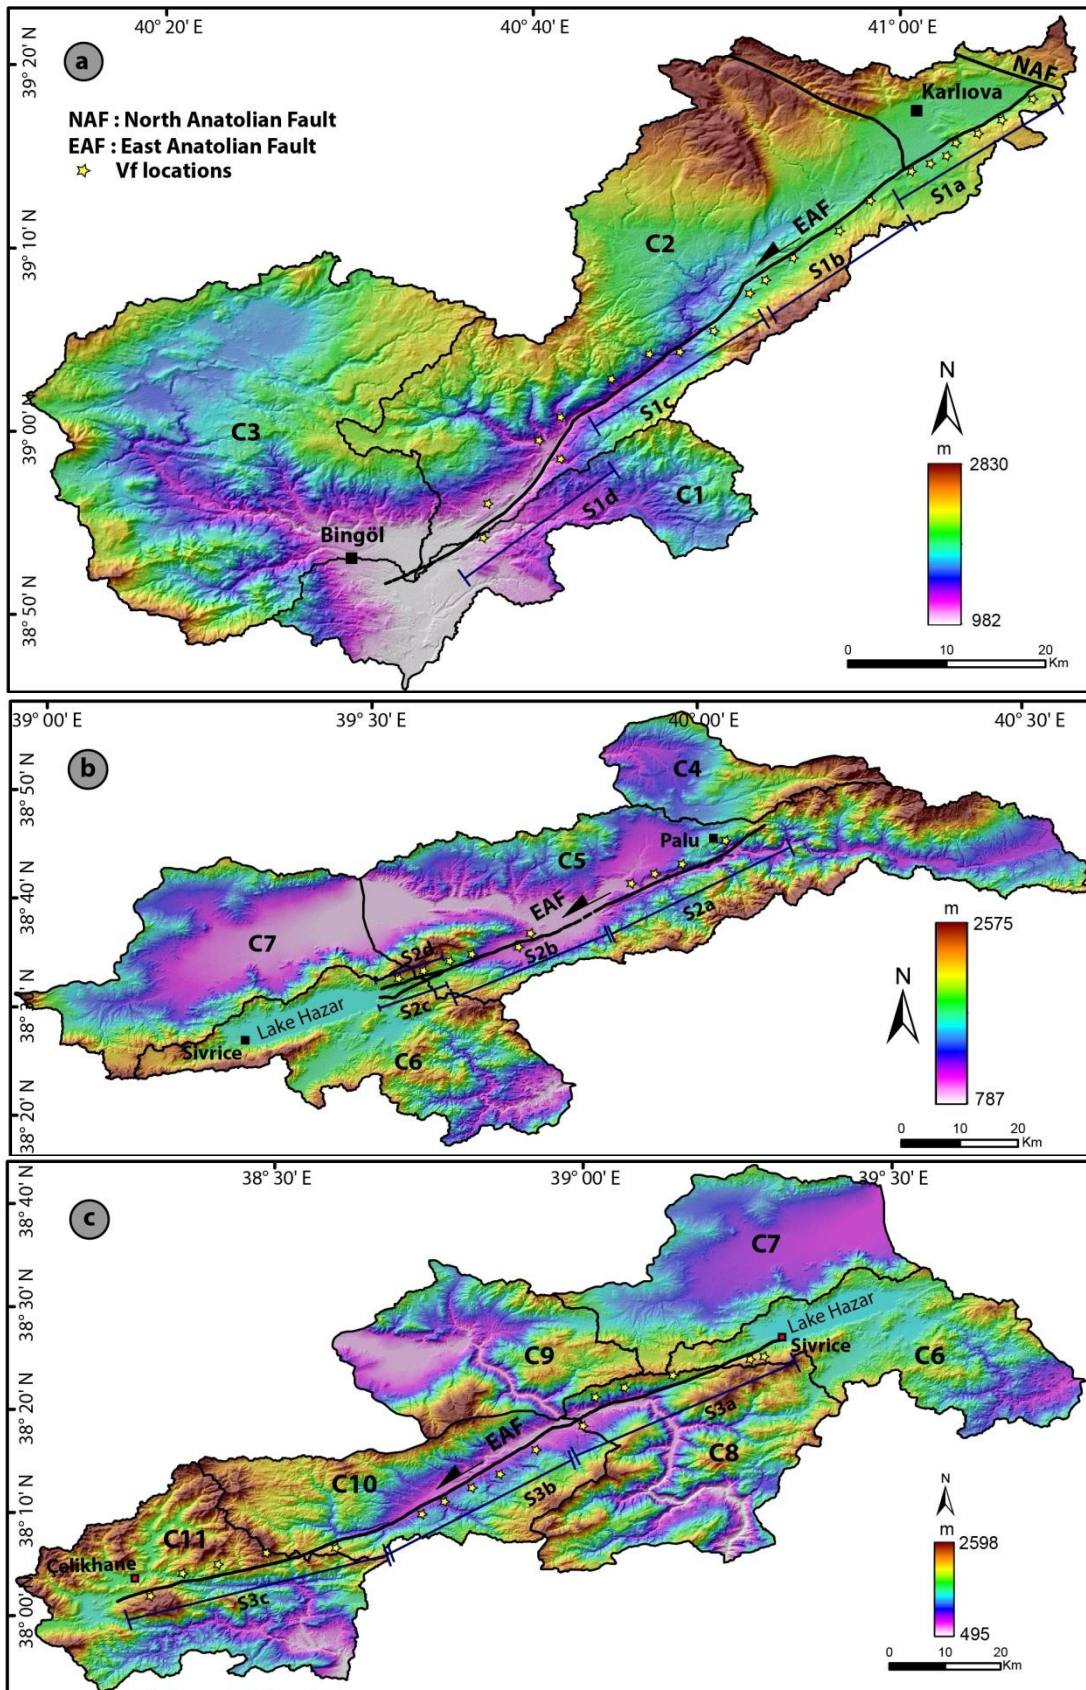 40° 20' E
40° 40' E
41° 00' E
39° 20' N
39° 10' N
39° 00' N
38° 50' N
a
NAF : North Anatolian Fault
EAF : East Anatolian Fault
Vf locations
NAF
Karlıova
S1a
EAF
C2
S1b
S1c
C3
C1
S1d
Bingöl
N
m
2830
982
0 10 20
Km
39° 00' E
39° 30' E
40° 00' E
40° 30' E
38° 50' N
38° 40' N
38° 20' N
b
C4
Palu
C5
EAF
S2a
C7
S2d
S2b
S2c
Lake Hazar
Sivrice
C6
N
m
2575
787
0 10 20
Km
38° 30' E
39° 00' E
39° 30' E
38° 40' N
38° 30' N
38° 20' N
38° 10' N
38° 00' N
c
C7
Lake Hazar
Sivrice
C6
C9
S3a
EAF
C8
C10
S3b
C11
Çelikhane
S3c
N
m
2598
495
0 10 20
Km